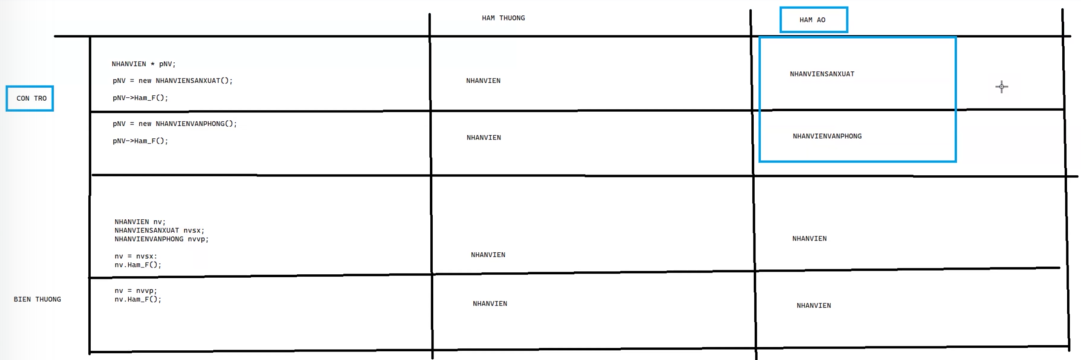 HAM THUONG
HAM AO
CON TRO
NHANVIEN * pNV;
pNV = new NHANVIENSANXUAT();
pNV->Ham_F();
NHANVIEN
NHANVIENSANXUAT
pNV = new NHANVIENVANPHONG();
pNV->Ham_F();
NHANVIEN
NHANVIENVANPHONG
BIEN THUONG
NHANVIEN nv;
NHANVIENSANXUAT nvsx;
NHANVIENVANPHONG nvvp;
nv = nvsx:
nv.Ham_F();
NHANVIEN
NHANVIEN
nv = nvvp;
nv.Ham_F();
NHANVIEN
NHANVIEN